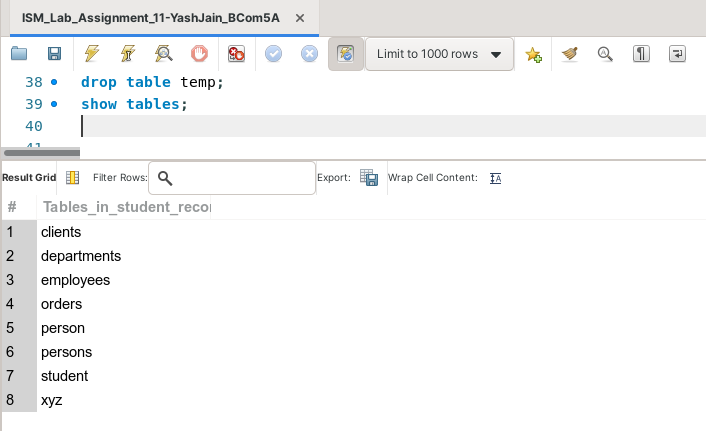 ISM_Lab_Assignment_11-YashJain_BCom5A ×
Limit to 1000 rows
38 drop table temp;
39 show tables;
40
41
Result Grid Filter Rows: Export: Wrap Cell Content:
# Tables_in_student_recor
1 clients
2 departments
3 employees
4 orders
5 person
6 persons
7 student
8 xyz